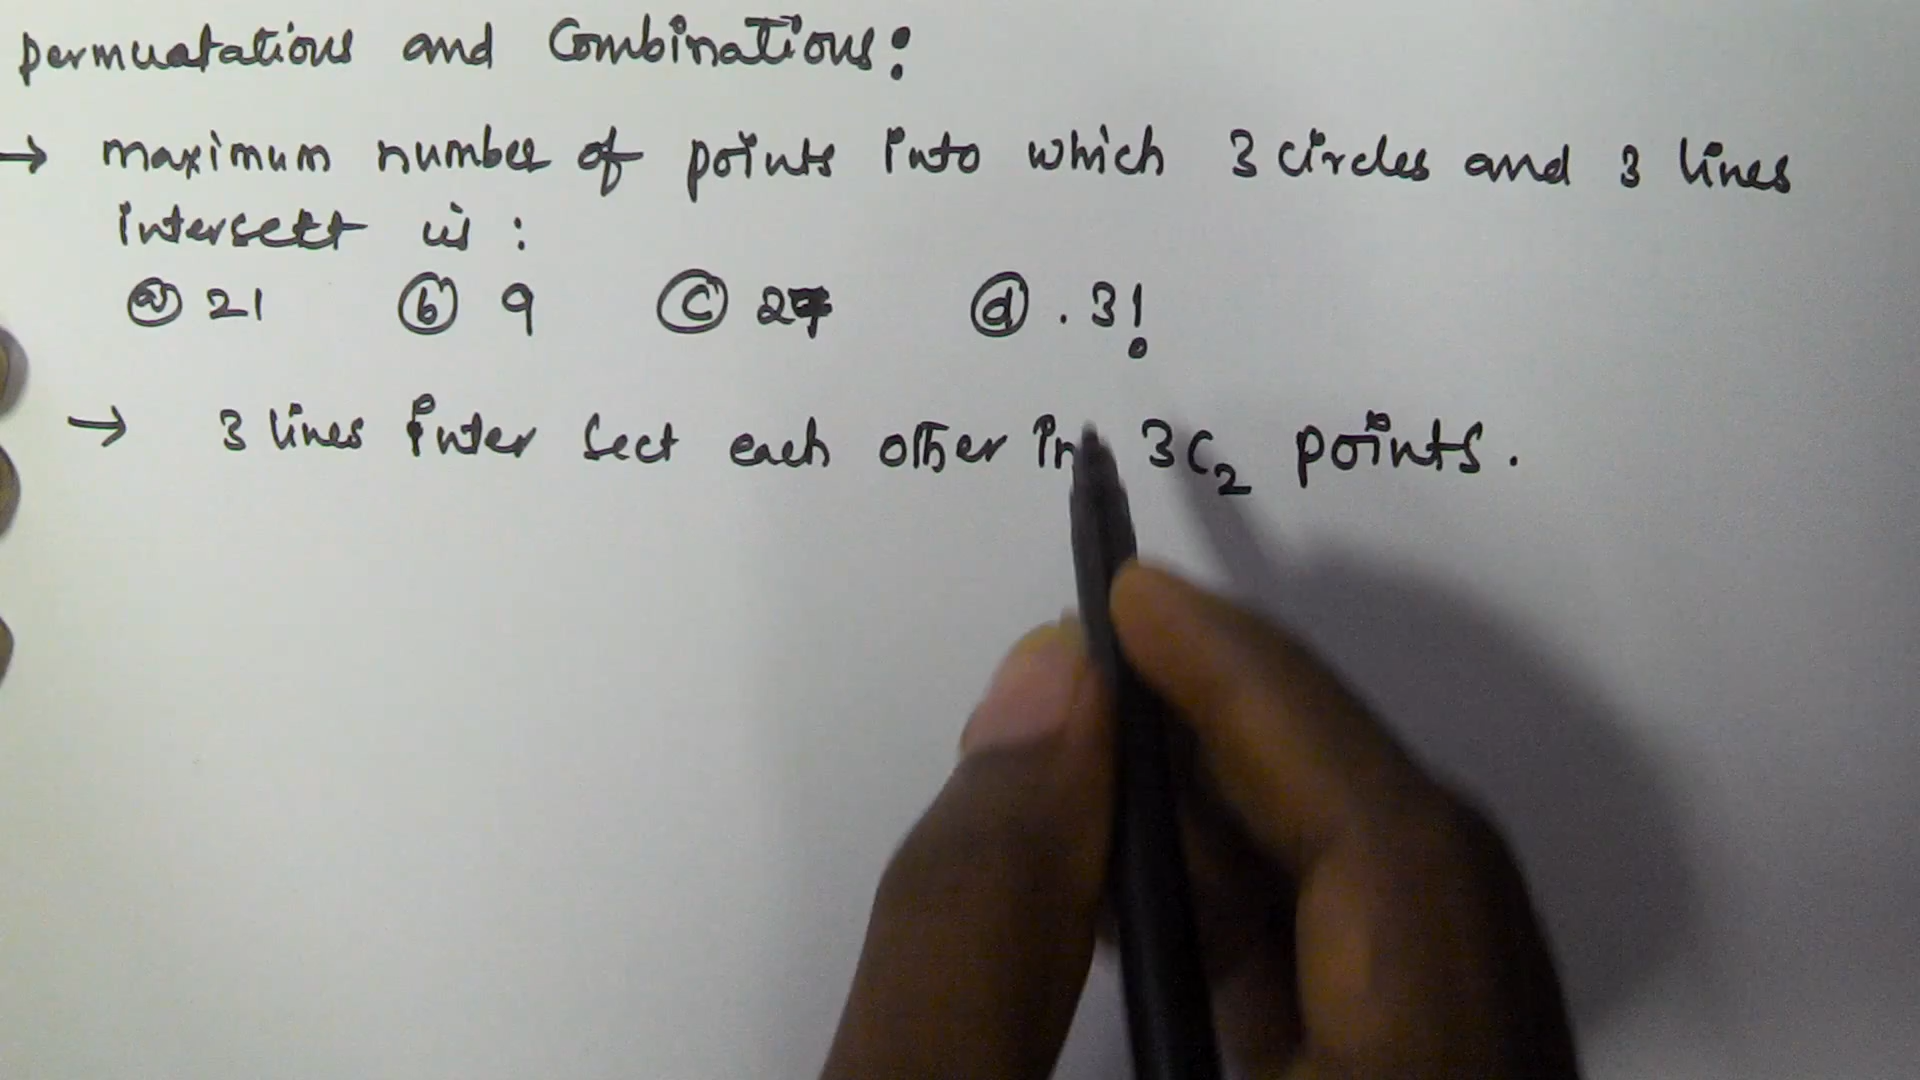 permuatations and Combinations:
→ maximum number of points into which 3 circles and 3 lines
intersect is :
ⓐ 21 ⓑ 9 ⓒ 27 ⓓ . 3!
→ 3 lines inter sect each other in 3C₂ points.